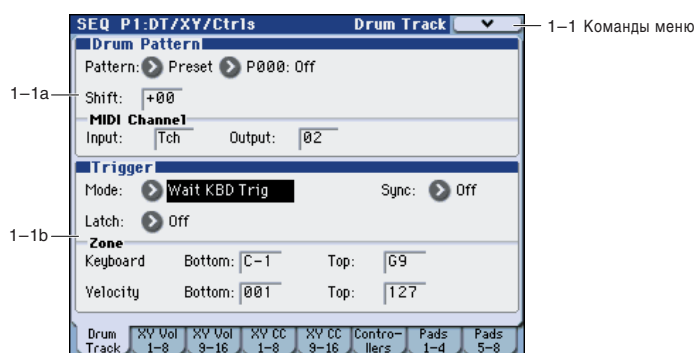 SEQ P1:DT/XY/Ctrls Drum Track
1–1 Команды меню
Drum Pattern
Pattern: Preset P000: Off
1–1a
Shift: +00
MIDI Channel
Input: Tch Output: 02
Trigger
Mode: Wait KBD Trig Sync: Off
Latch: Off
1–1b
Zone
Keyboard Bottom: C-1 Top: G9
Velocity Bottom: 001 Top: 127
Drum Track XY Vol 1-8 XY Vol 9-16 XY CC 1-8 XY CC 9-16 Contro-llers Pads 1-4 Pads 5-8